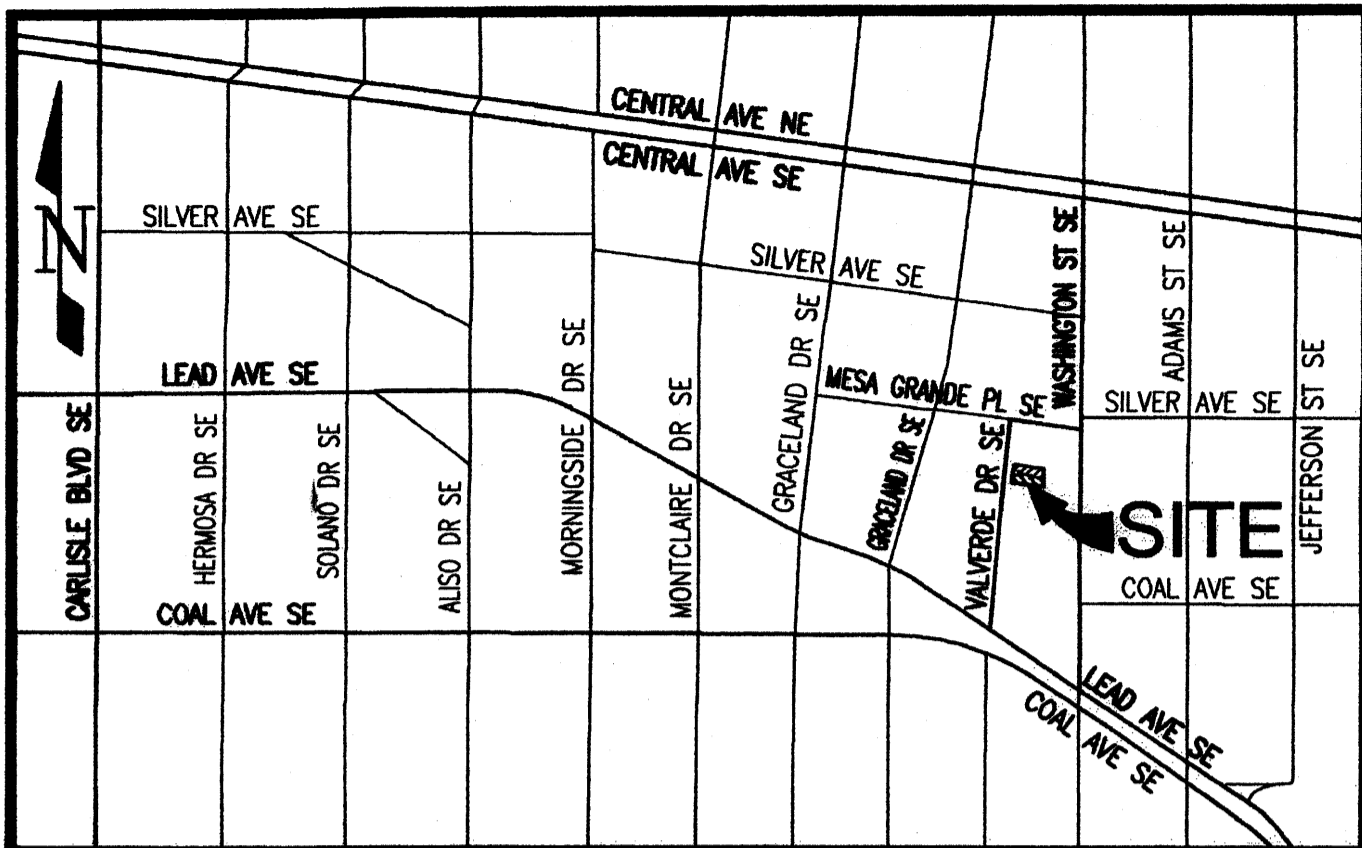 CENTRAL AVE NE
CENTRAL AVE SE
N
SILVER AVE SE
SILVER AVE SE
WASHINGTON ST SE
ADAMS ST SE
LEAD AVE SE
MORNINGSIDE DR SE
MONTCLAIRE DR SE
GRACELAND DR SE
MESA GRANDE PL SE
SILVER AVE SE
JEFFERSON ST SE
CARLISLE BLVD SE
HERMOSA DR SE
SOLANO DR SE
ALISO DR SE
GRACELAND DR SE
VALVERDE DR SE
SITE
COAL AVE SE
COAL AVE SE
LEAD AVE SE
COAL AVE SE